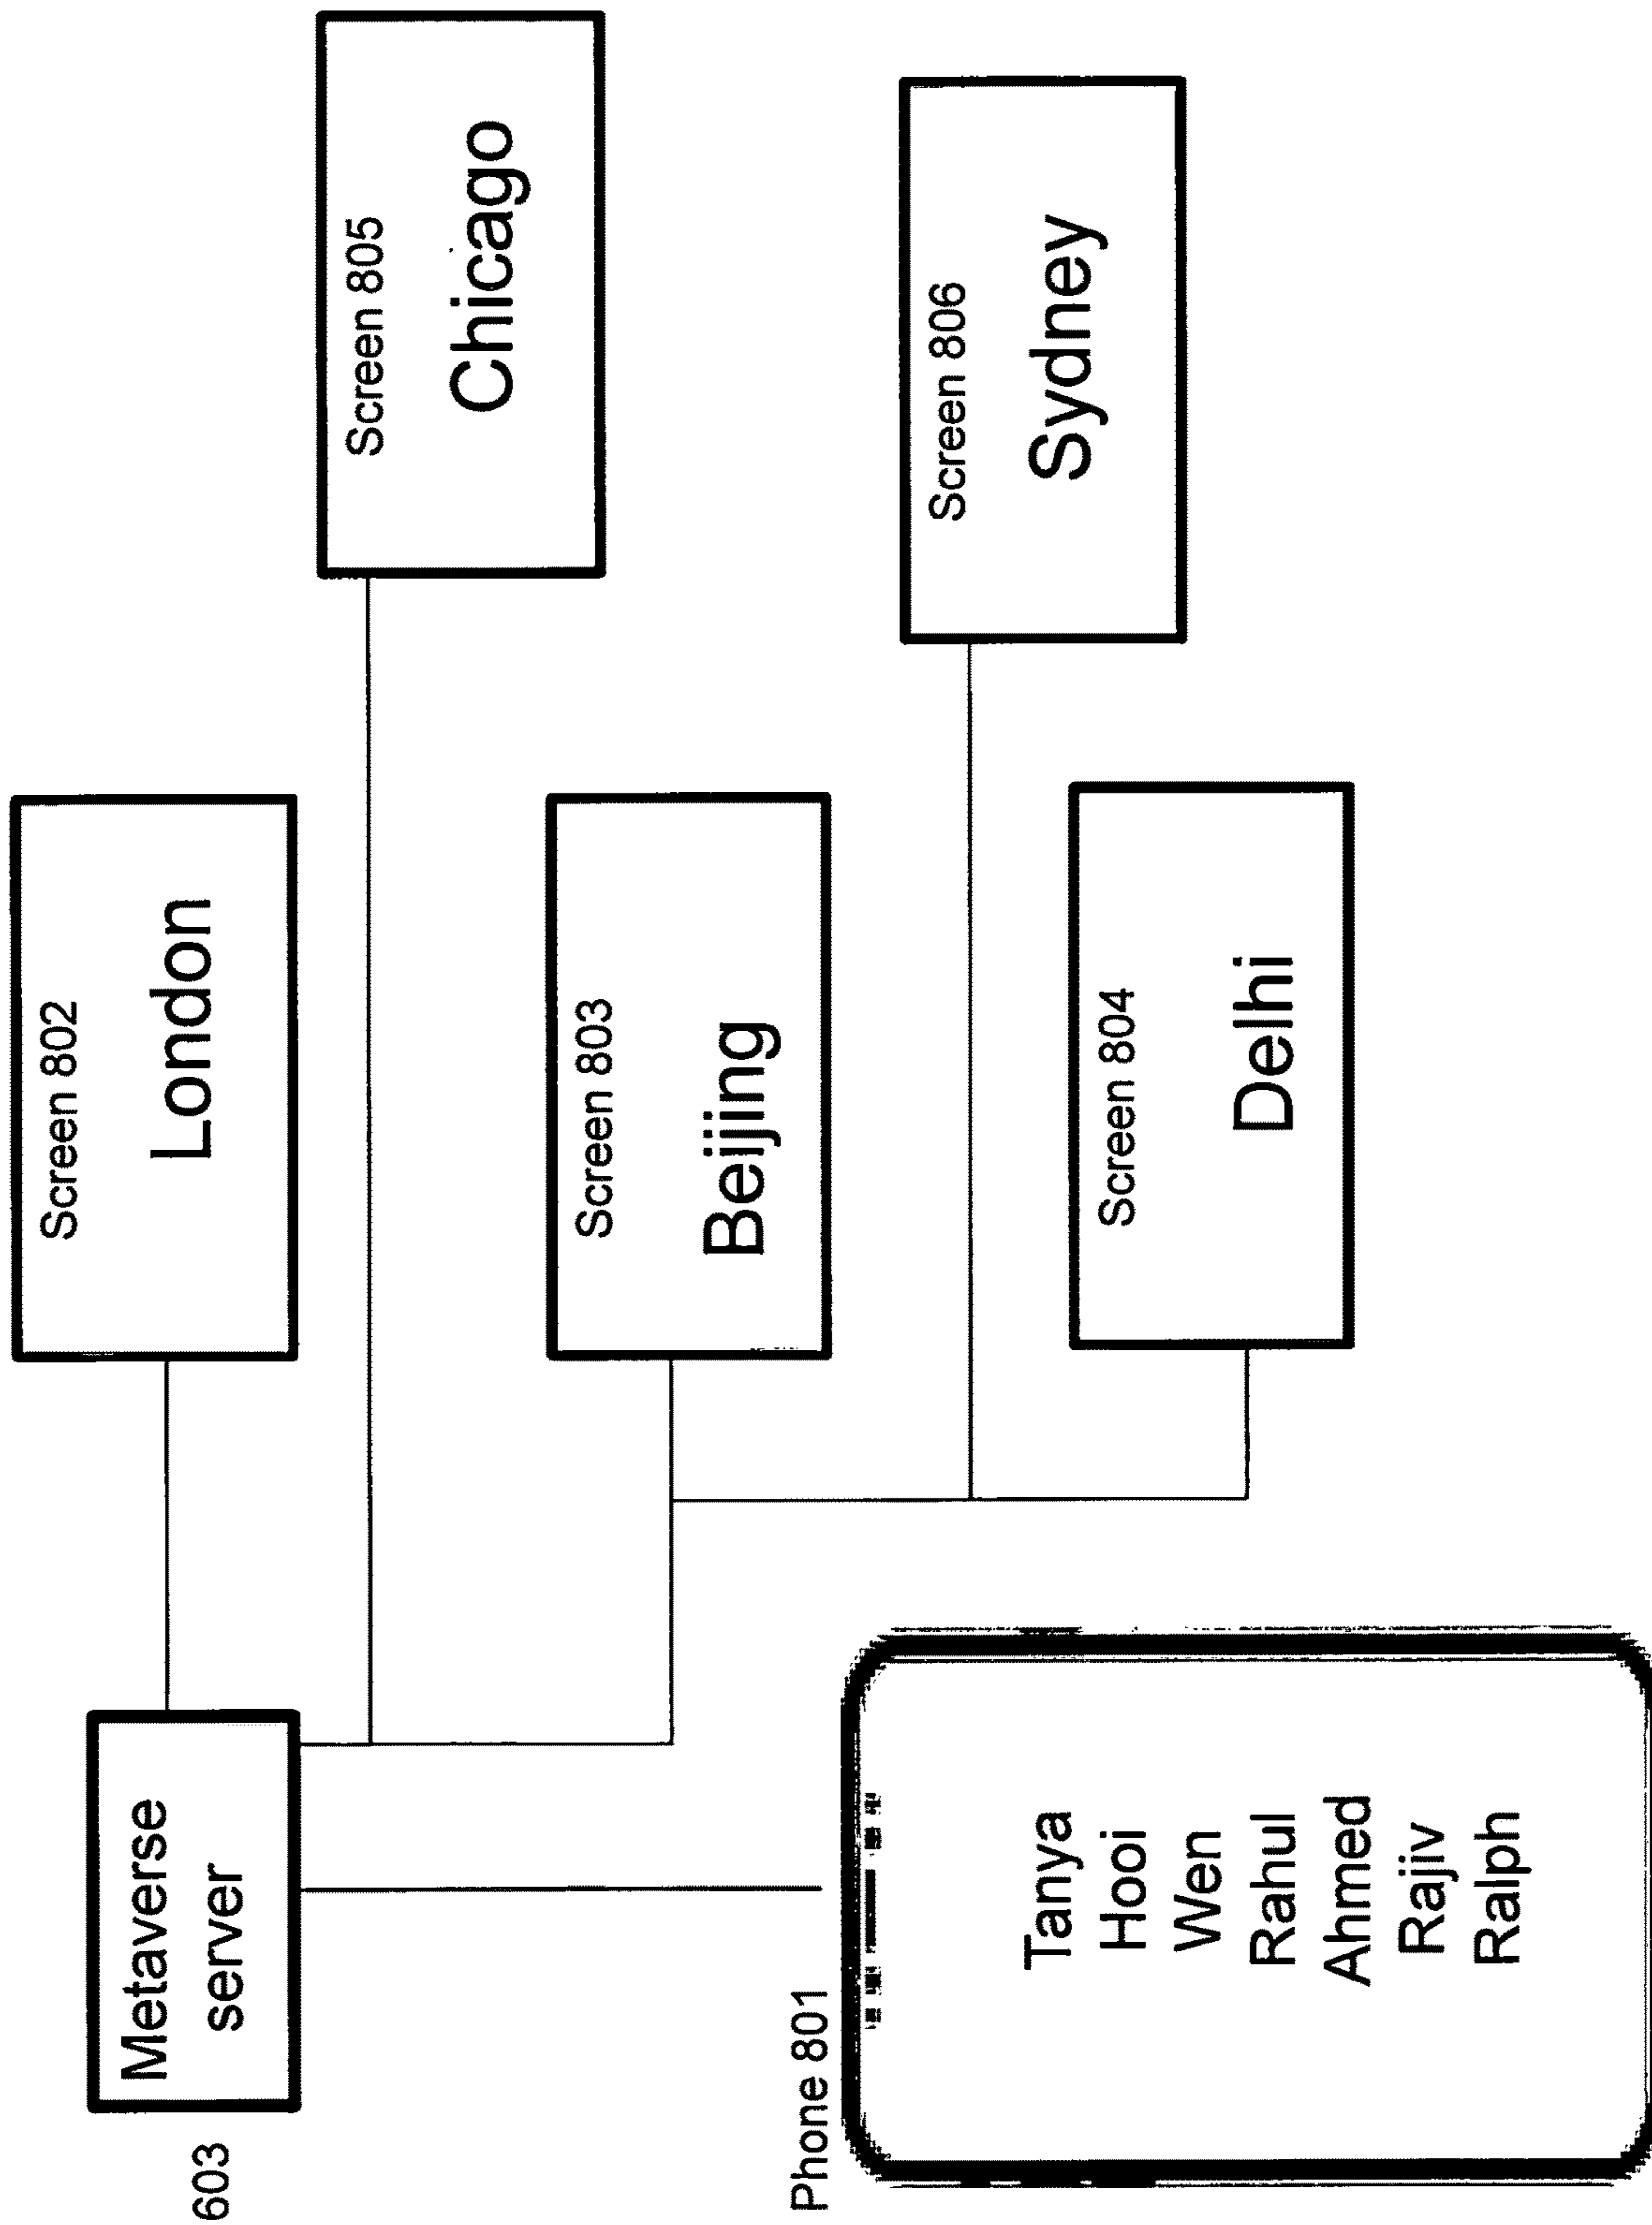 603
Metaverse
server
Screen 802
London
Screen 805
Chicago
Screen 803
Beijing
Screen 806
Sydney
Screen 804
Delhi
Phone 801
Tanya
Hooi
Wen
Rahul
Ahmed
Rajiv
Ralph